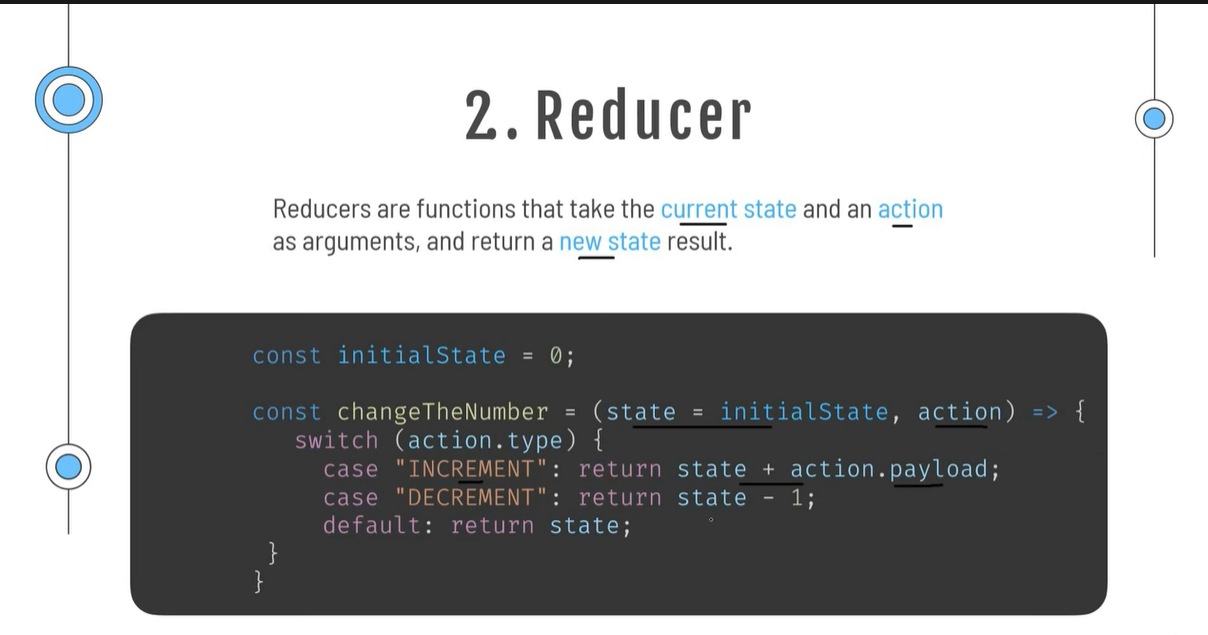 2. Reducer
Reducers are functions that take the current state and an action
as arguments, and return a new state result.
const initialState = 0;
const changeTheNumber = (state = initialState, action) => {
switch (action.type) {
case "INCREMENT": return state + action.payload;
case "DECREMENT": return state - 1;
default: return state;
}
}